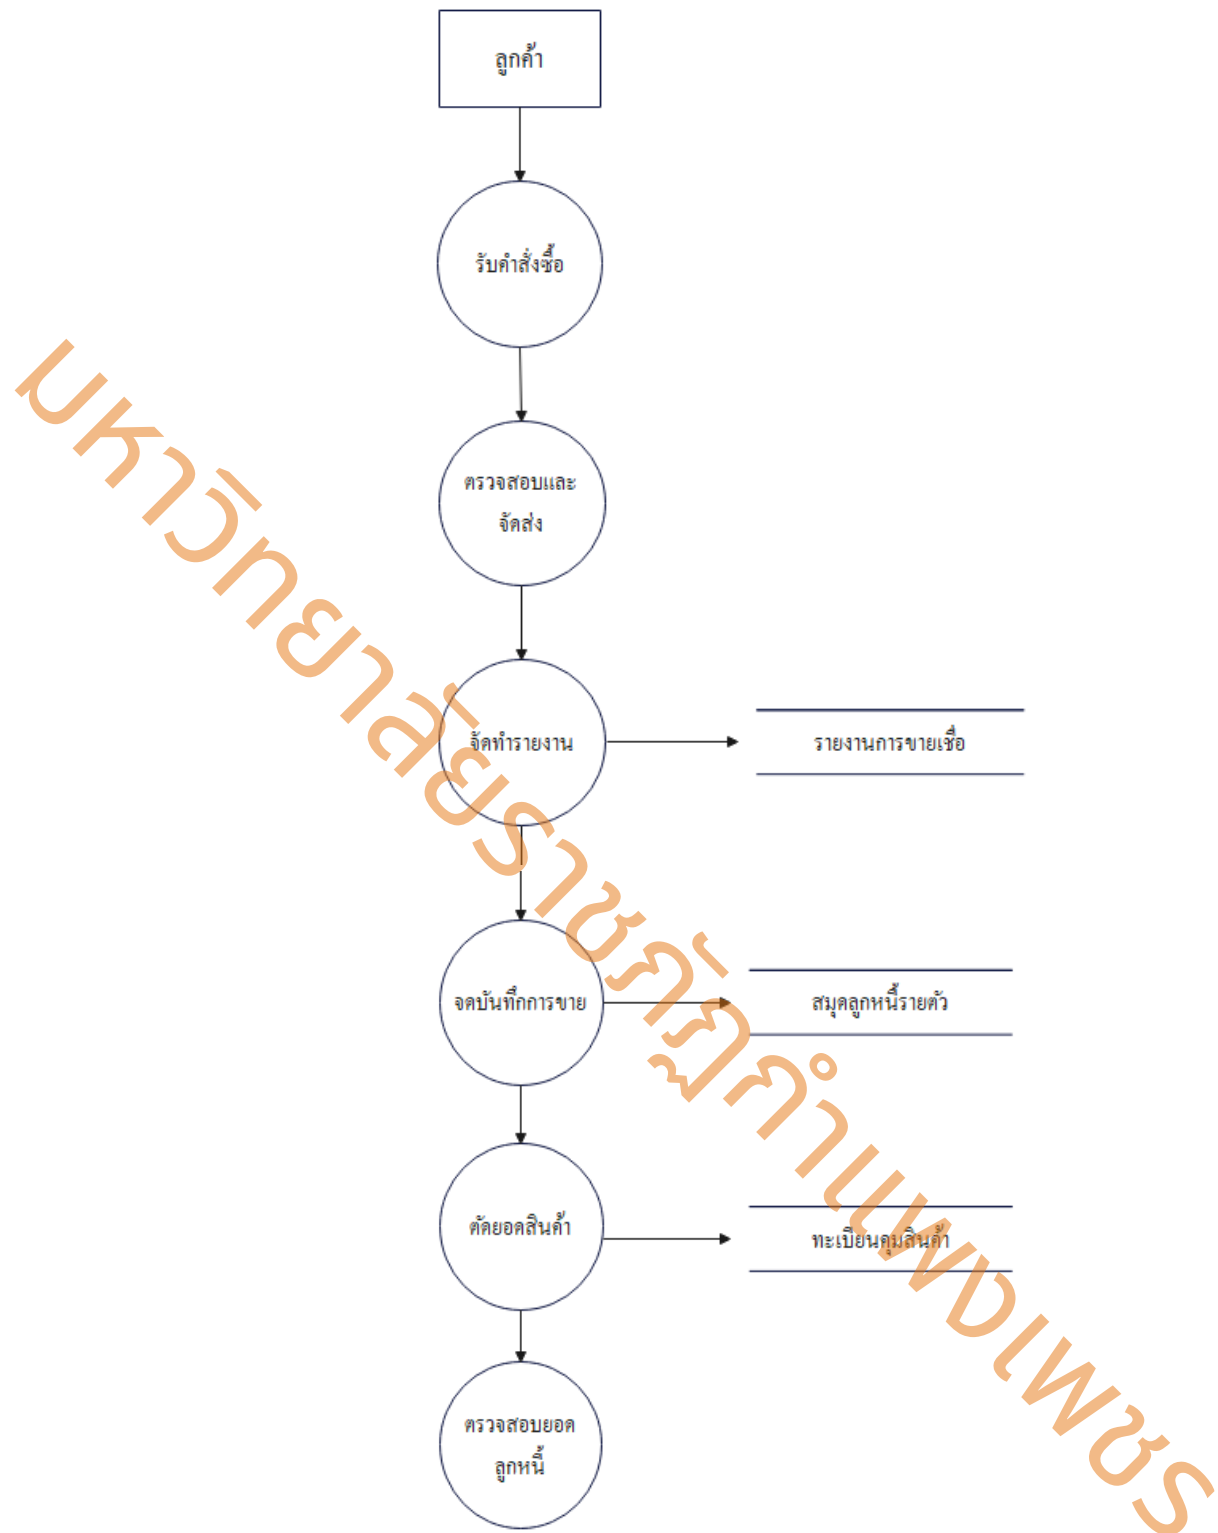 ลูกค้า
รับคำสั่งซื้อ
ตรวจสอบและ
จัดส่ง
จัดทำรายงาน
รายงานการขายเชื่อ
จดบันทึกการขาย
สมุดลูกหนี้รายตัว
ตัดยอดสินค้า
ทะเบียนคุมสินค้า
ตรวจสอบยอด
ลูกหนี้
มหาวิทยาลัยราชภัฏกำแพงเพชร